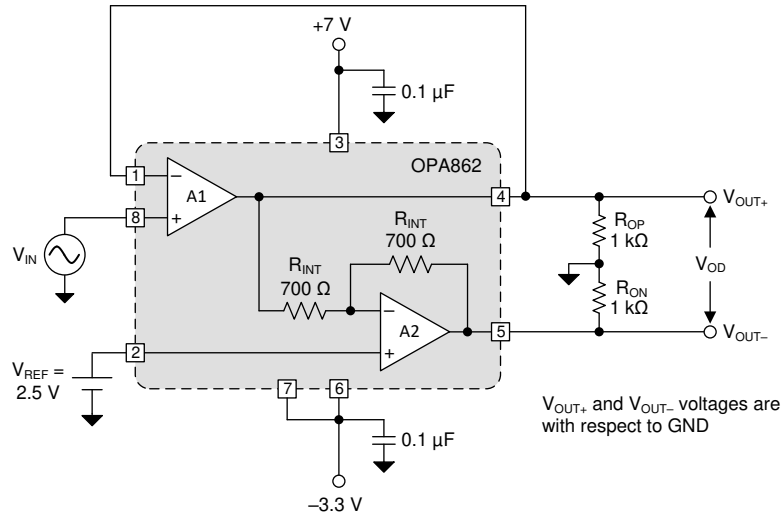 +7 V
0.1 µF
3
OPA862
1
−
A1
+
4
V_OUT+
8
V_IN
R_INT
700 Ω
R_INT
700 Ω
R_OP
1 kΩ
V_OD
R_ON
1 kΩ
−
A2
+
5
V_OUT−
2
V_REF =
2.5 V
7
6
0.1 µF
−3.3 V
V_OUT+ and V_OUT− voltages are
with respect to GND